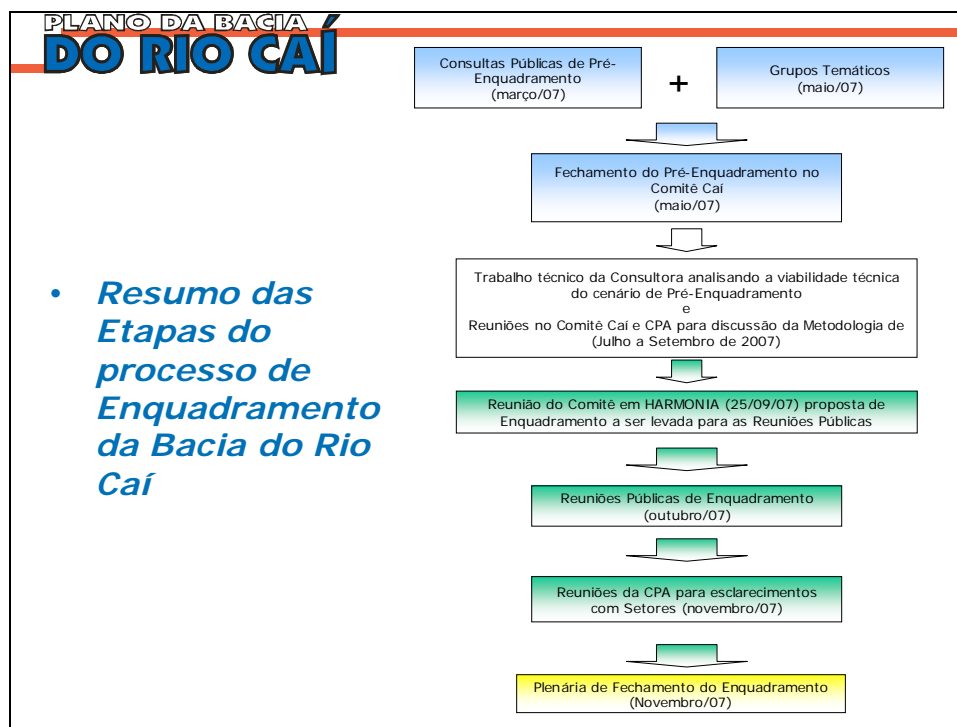 PLANO DA BACIA
DO RIO CAÍ
Consultas Públicas de Pré-
Enquadramento
(março/07)
+
Grupos Temáticos
(maio/07)
Fechamento do Pré-Enquadramento no
Comitê Caí
(maio/07)
Trabalho técnico da Consultora analisando a viabilidade técnica
do cenário de Pré-Enquadramento
e
Reuniões no Comitê Caí e CPA para discussão da Metodologia de
(Julho a Setembro de 2007)
• Resumo das
Etapas do
processo de
Enquadramento
da Bacia do Rio
Caí
Reunião do Comitê em HARMONIA (25/09/07) proposta de
Enquadramento a ser levada para as Reuniões Públicas
Reuniões Públicas de Enquadramento
(outubro/07)
Reuniões da CPA para esclarecimentos
com Setores (novembro/07)
Plenária de Fechamento do Enquadramento
(Novembro/07)